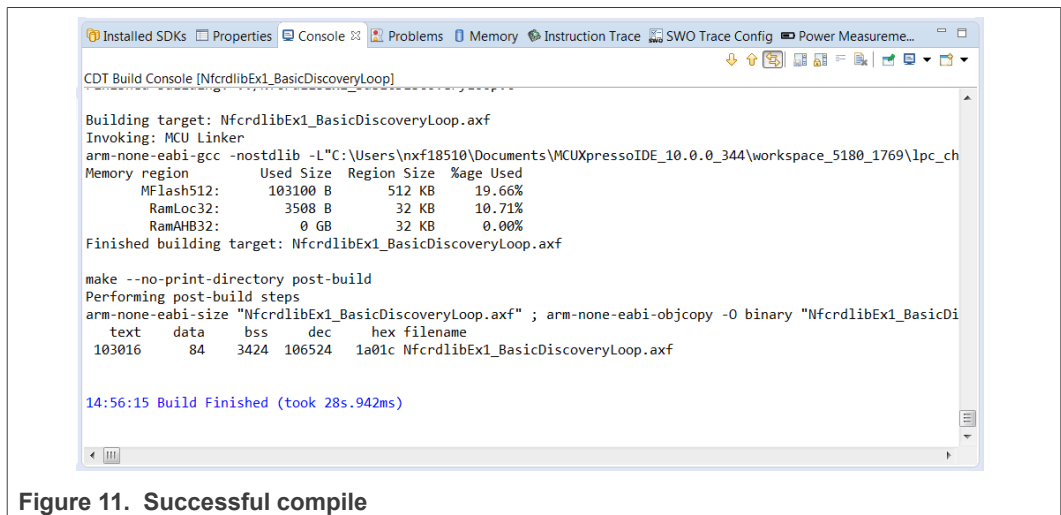 Installed SDKs Properties Console Problems Memory Instruction Trace SWO Trace Config Power Measureme...
CDT Build Console [NfcrdlibEx1_BasicDiscoveryLoop]
Building target: NfcrdlibEx1_BasicDiscoveryLoop.axf
Invoking: MCU Linker
arm-none-eabi-gcc -nostdlib -L"C:\Users\nxf18510\Documents\MCUXpressoIDE_10.0.0_344\workspace_5180_1769\lpc_ch
Memory region Used Size Region Size %age Used
MFlash512: 103100 B 512 KB 19.66%
RamLoc32: 3508 B 32 KB 10.71%
RamAHB32: 0 GB 32 KB 0.00%
Finished building target: NfcrdlibEx1_BasicDiscoveryLoop.axf
make --no-print-directory post-build
Performing post-build steps
arm-none-eabi-size "NfcrdlibEx1_BasicDiscoveryLoop.axf" ; arm-none-eabi-objcopy -O binary "NfcrdlibEx1_BasicDi
text data bss dec hex filename
103016 84 3424 106524 1a01c NfcrdlibEx1_BasicDiscoveryLoop.axf
14:56:15 Build Finished (took 28s.942ms)
Figure 11. Successful compile